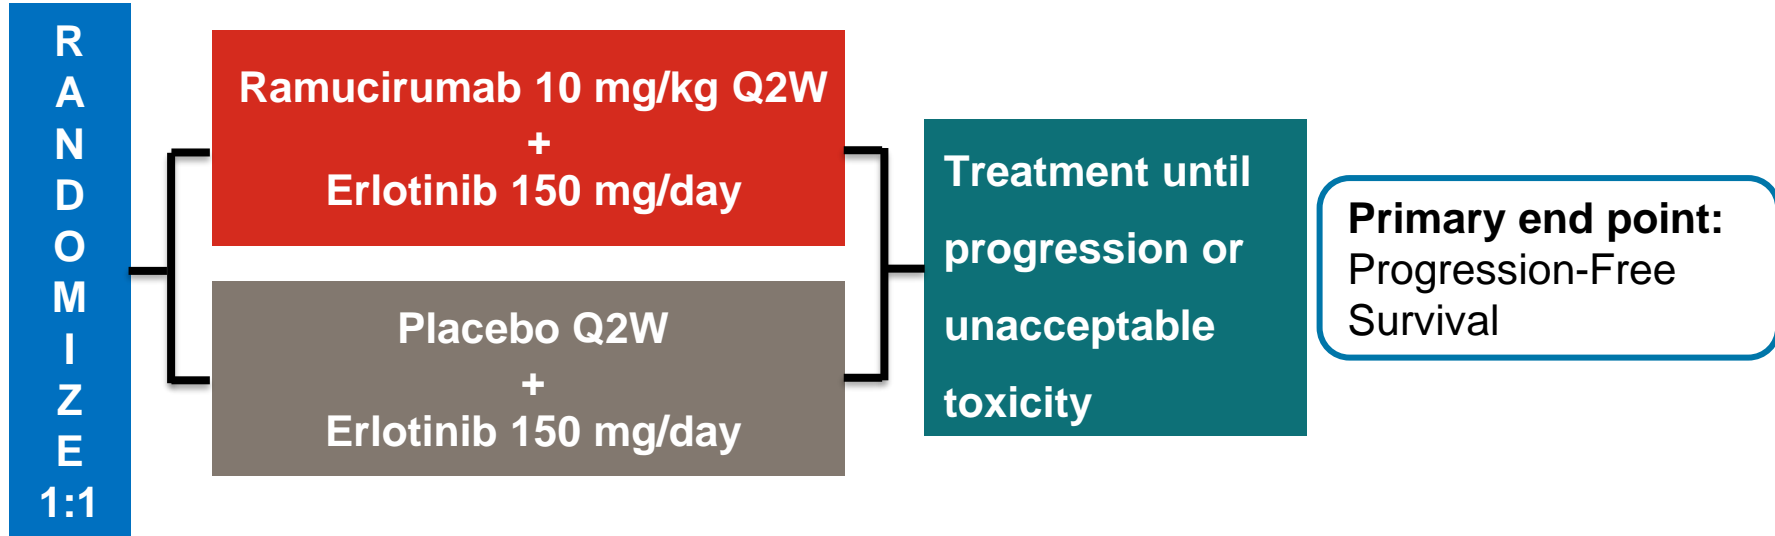 R
A
N
D
O
M
I
Z
E
1:1
Ramucirumab 10 mg/kg Q2W
+
Erlotinib 150 mg/day
Placebo Q2W
+
Erlotinib 150 mg/day
Treatment until
progression or
unacceptable
toxicity
Primary end point:
Progression-Free
Survival